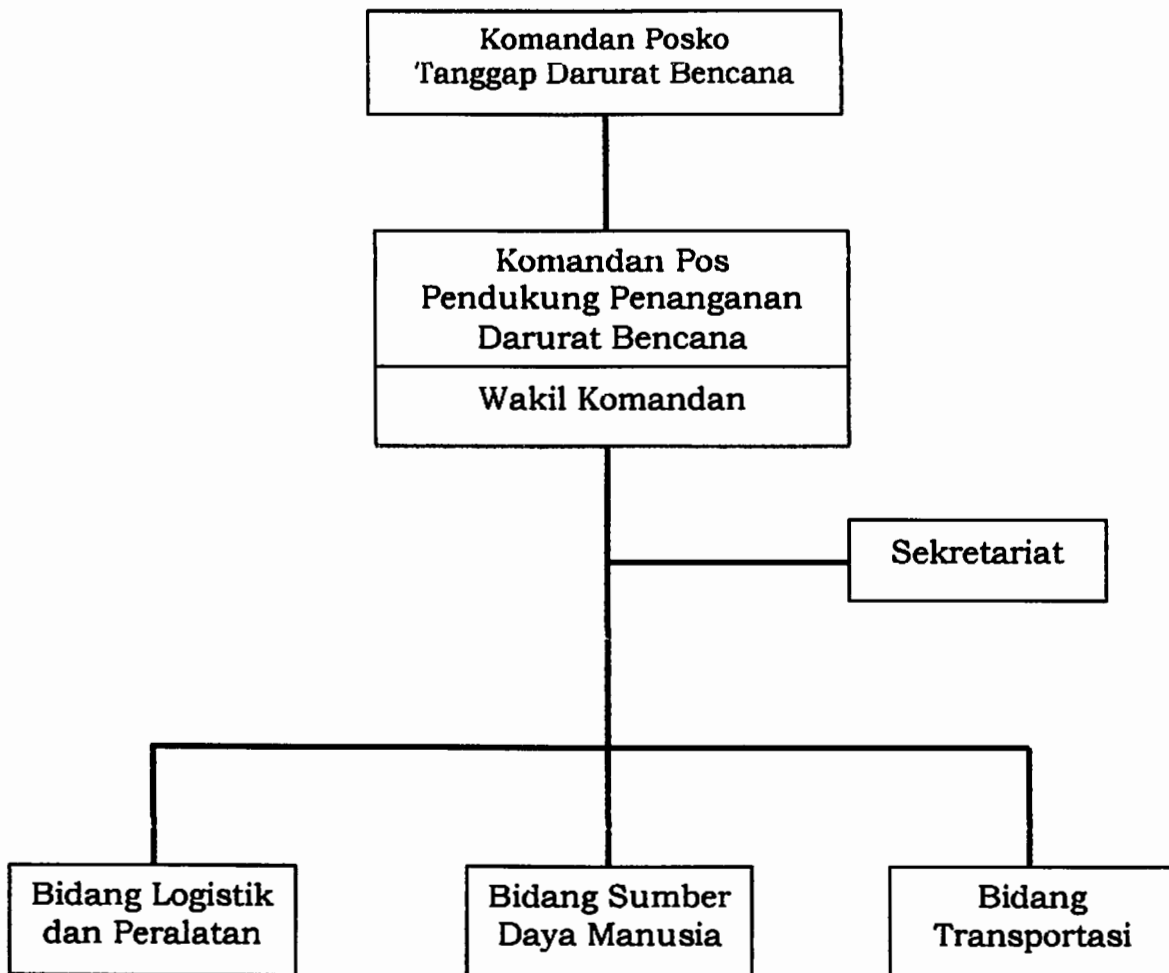 Komandan Posko
Tanggap Darurat Bencana
Komandan Pos
Pendukung Penanganan
Darurat Bencana
Wakil Komandan
Sekretariat
Bidang Logistik
dan Peralatan
Bidang Sumber
Daya Manusia
Bidang
Transportasi